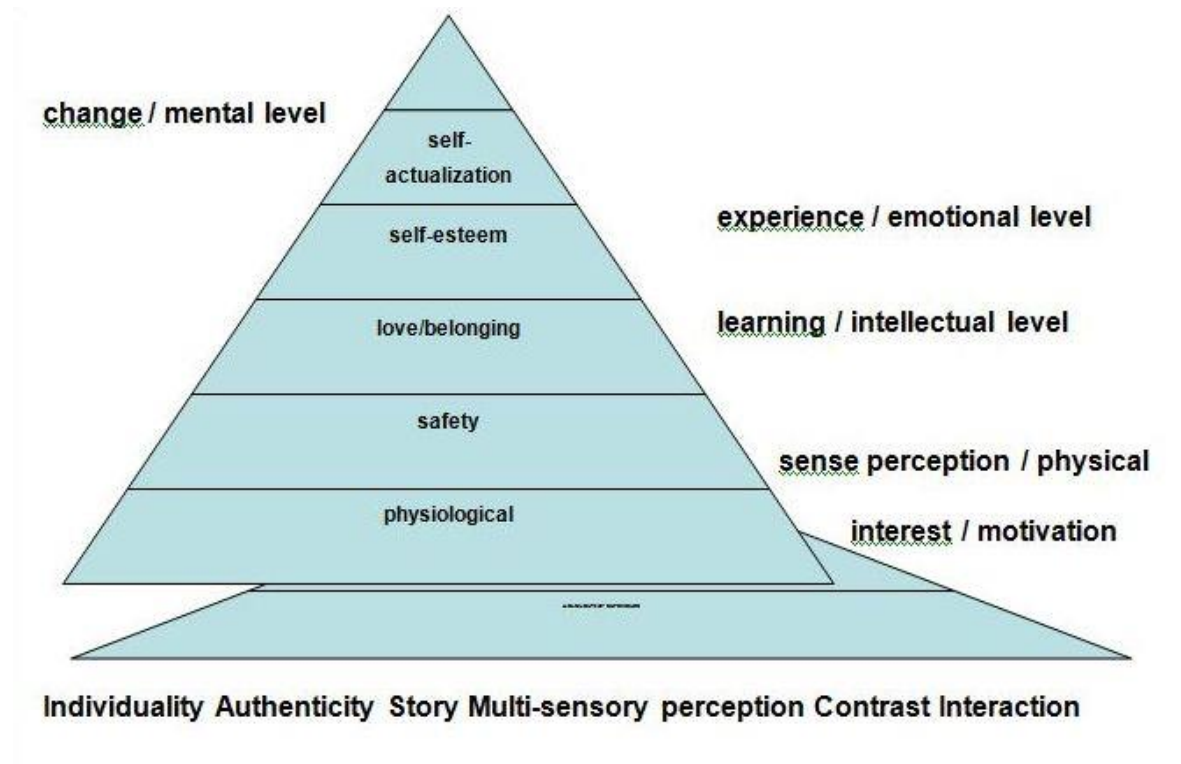 change / mental level
self-
actualization
experience / emotional level
self-esteem
learning / intellectual level
love/belonging
safety
sense perception / physical
physiological
interest / motivation
Individuality Authenticity Story Multi-sensory perception Contrast Interaction